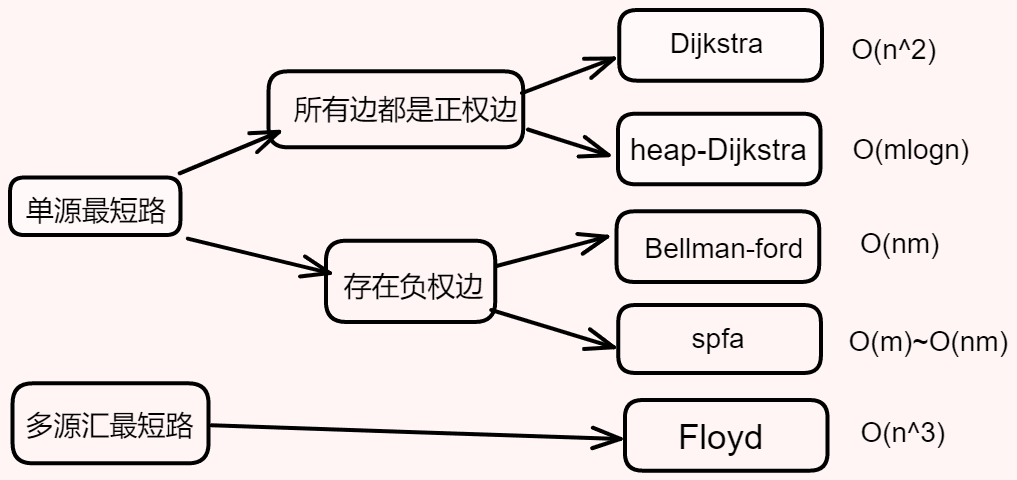 Dijkstra
O(n^2)
所有边都是正权边
heap-Dijkstra
O(mlogn)
单源最短路
Bellman-ford
O(nm)
存在负权边
spfa
O(m)~O(nm)
多源汇最短路
Floyd
O(n^3)